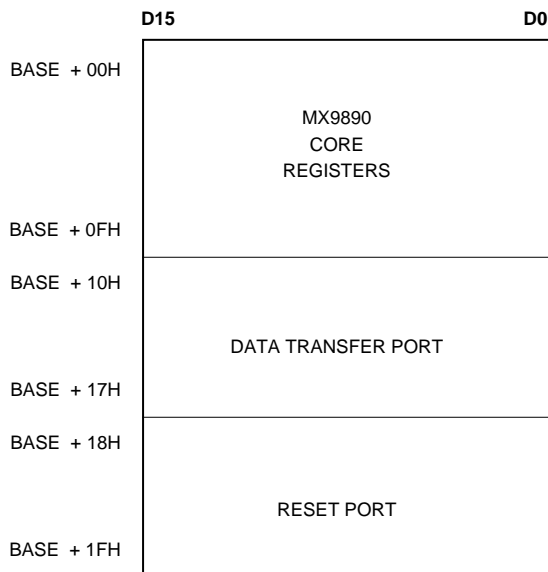 D15 D0
BASE + 00H
MX9890
CORE
REGISTERS
BASE + 0FH
BASE + 10H
DATA TRANSFER PORT
BASE + 17H
BASE + 18H
RESET PORT
BASE + 1FH